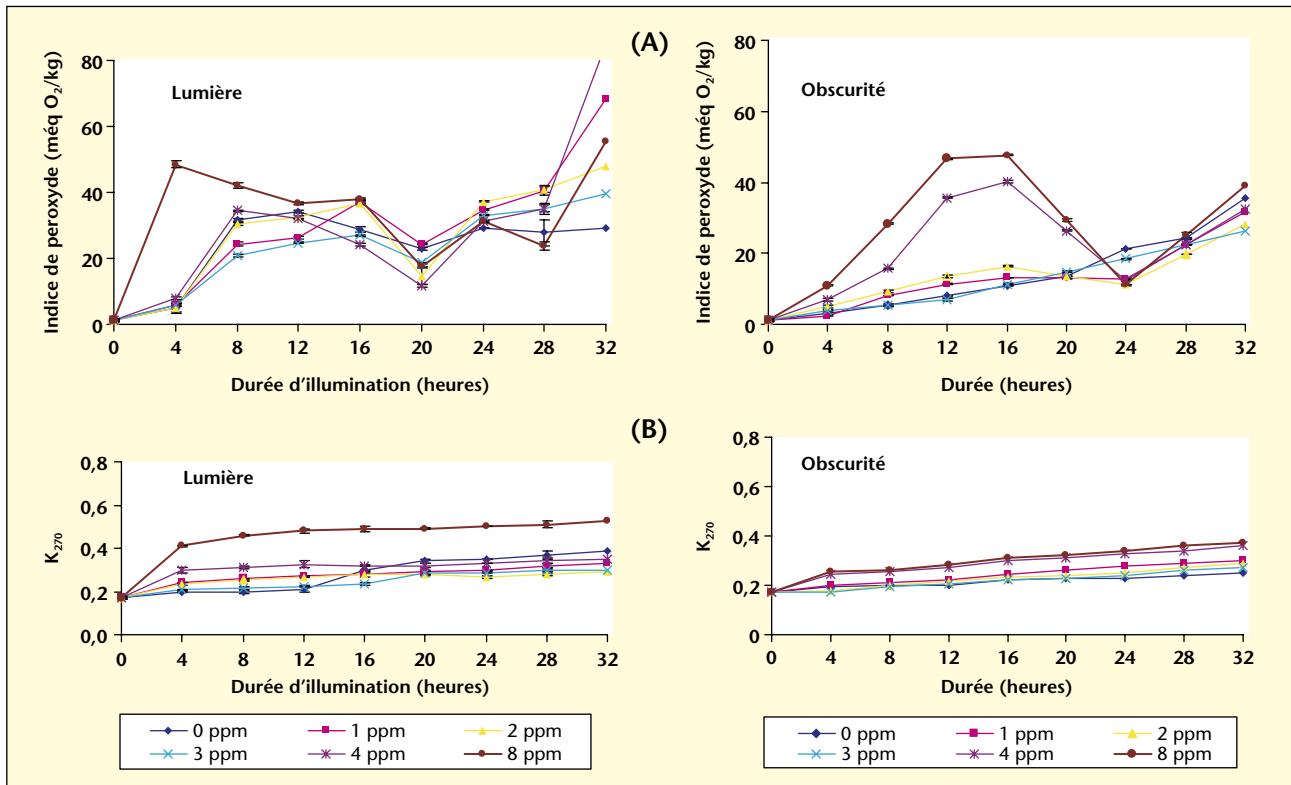 (A)
Lumière
Indice de peroxyde (méq O₂/kg)
80
60
40
20
0
0 4 8 12 16 20 24 28 32
Durée d'illumination (heures)
Obscurité
Indice de peroxyde (méq O₂/kg)
80
60
40
20
0
0 4 8 12 16 20 24 28 32
Durée (heures)
(B)
Lumière
K₂₇₀
0,8
0,6
0,4
0,2
0,0
0 4 8 12 16 20 24 28 32
Durée d'illumination (heures)
0 ppm 1 ppm 2 ppm
3 ppm 4 ppm 8 ppm
Obscurité
K₂₇₀
0,8
0,6
0,4
0,2
0
0 4 8 12 16 20 24 28 32
Durée (heures)
0 ppm 1 ppm 2 ppm
3 ppm 4 ppm 8 ppm